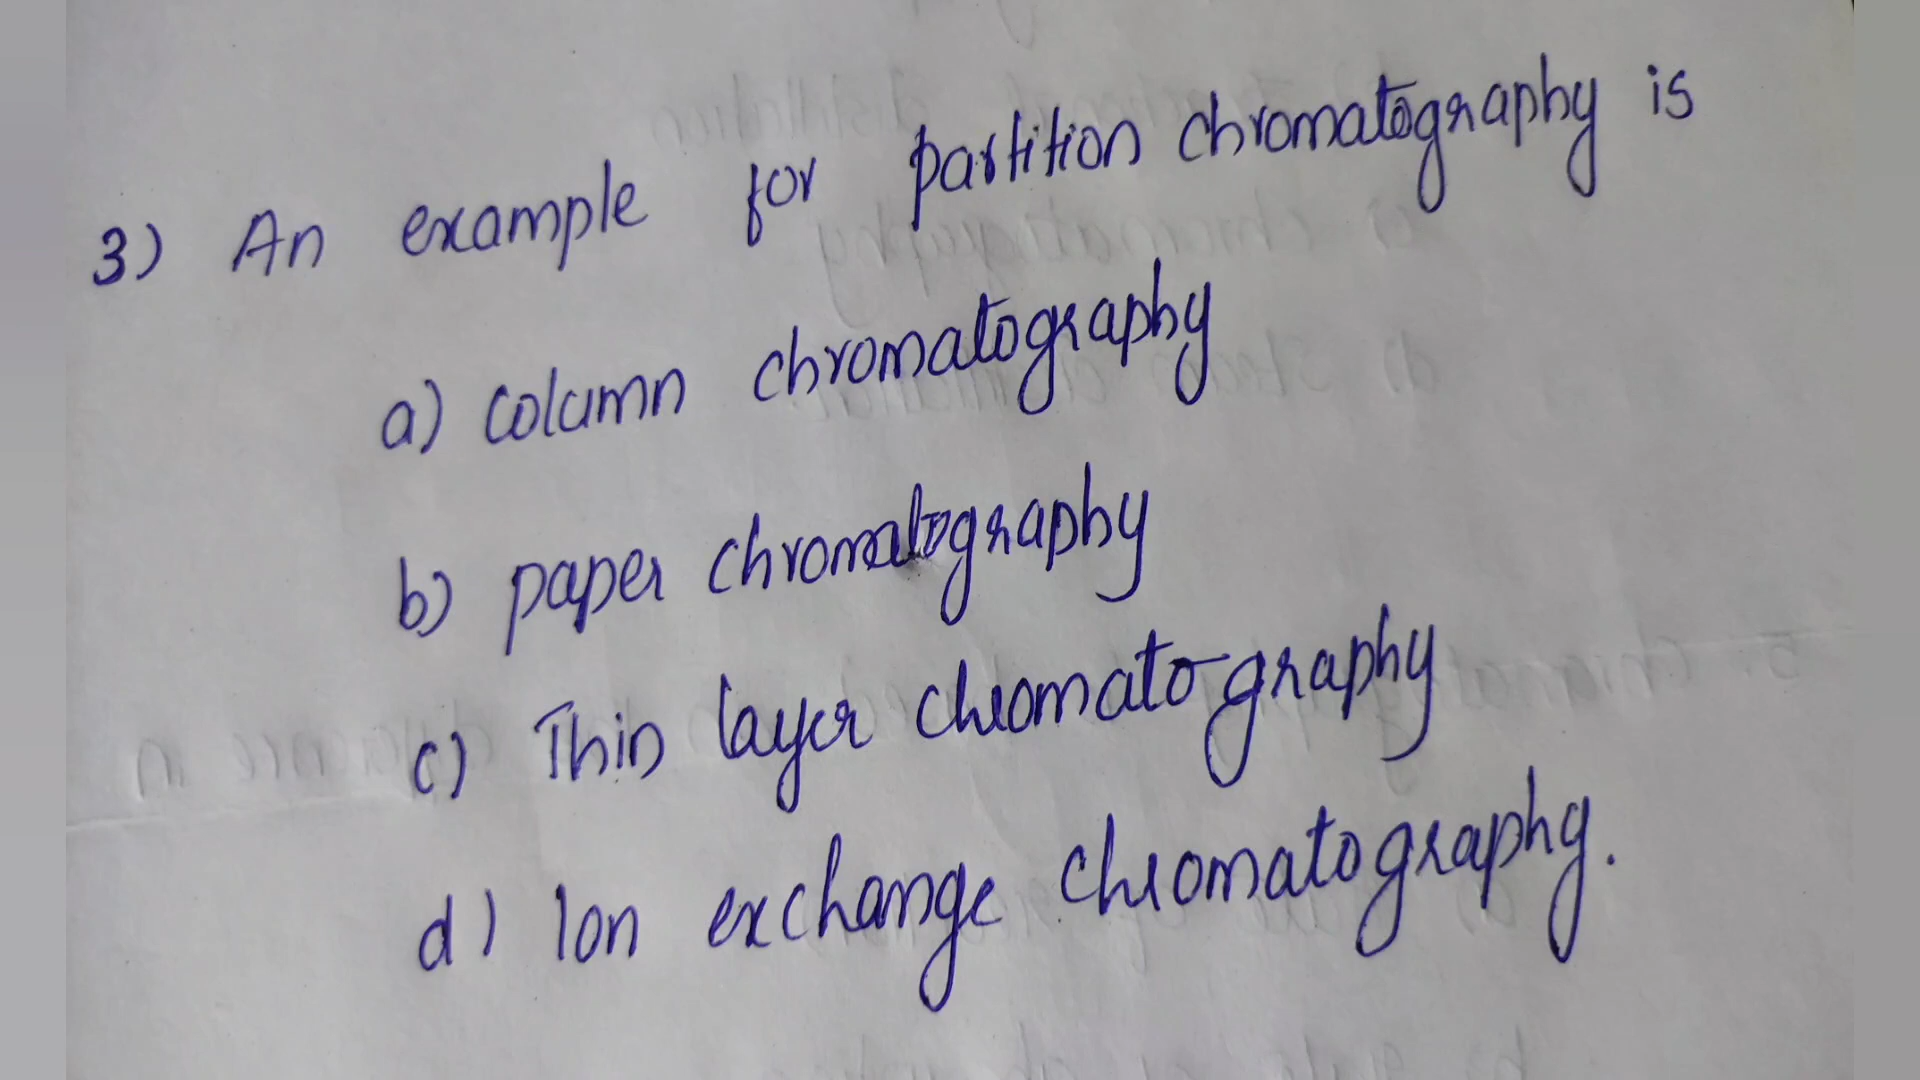 3) An example for partition chromatography is
a) column chromatography
b) paper chromatography
c) Thin layer chromatography
d) Ion exchange chromatography.